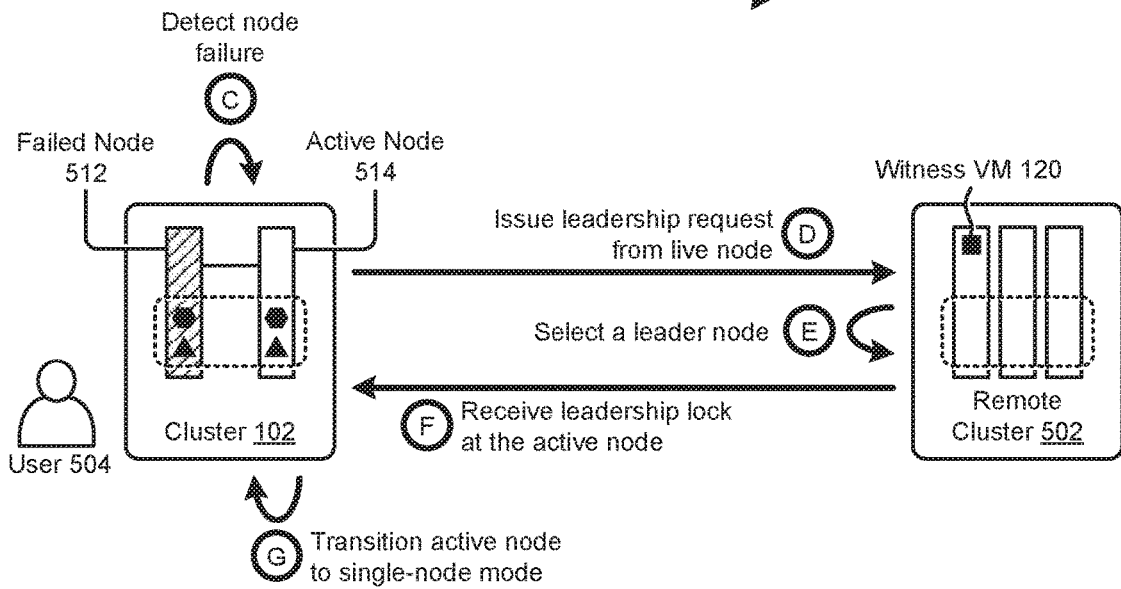 Detect node
failure
C
Failed Node
512
Active Node
514
Witness VM 120
Issue leadership request
from live node
D
Select a leader node
E
F
Receive leadership lock
at the active node
Cluster 102
Remote
Cluster 502
User 504
G
Transition active node
to single-node mode